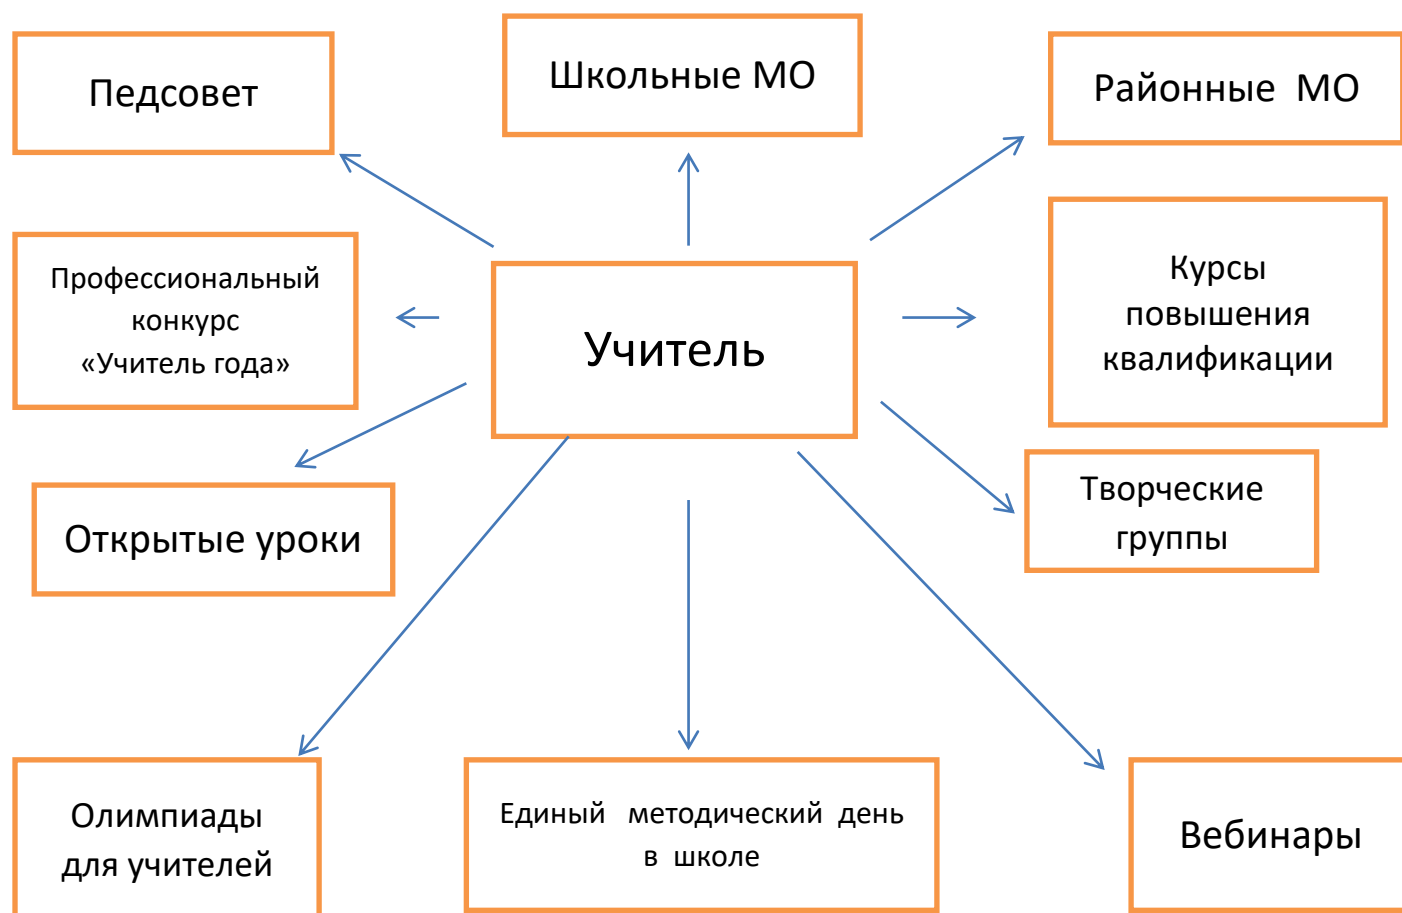 Педсовет
Школьные МО
Районные МО
Профессиональный
конкурс
«Учитель года»
Учитель
Курсы
повышения
квалификации
Открытые уроки
Творческие
группы
Олимпиады
для учителей
Единый методический день
в школе
Вебинары